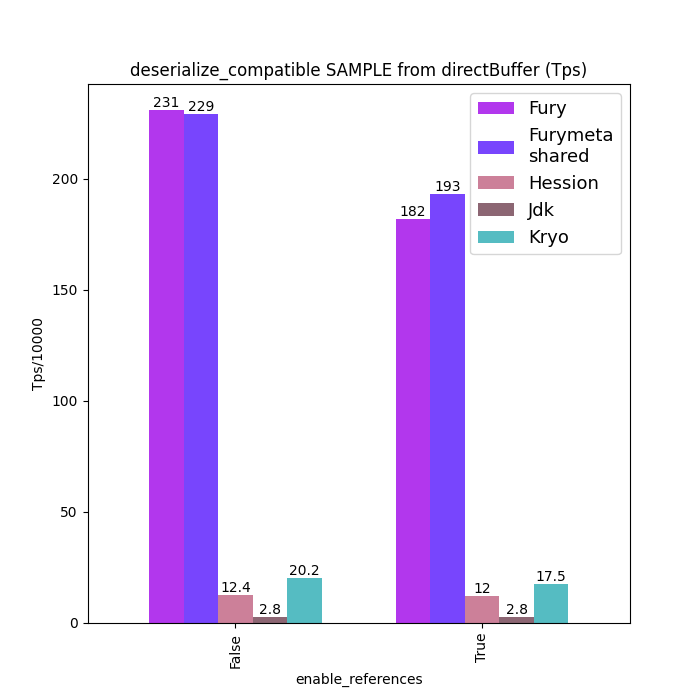 deserialize_compatible SAMPLE from directBuffer (Tps)
Fury
Furymeta
shared
Hession
Jdk
Kryo
231
229
12.4
2.8
20.2
182
193
12
2.8
17.5
200
150
100
50
0
Tps/10000
False
True
enable_references